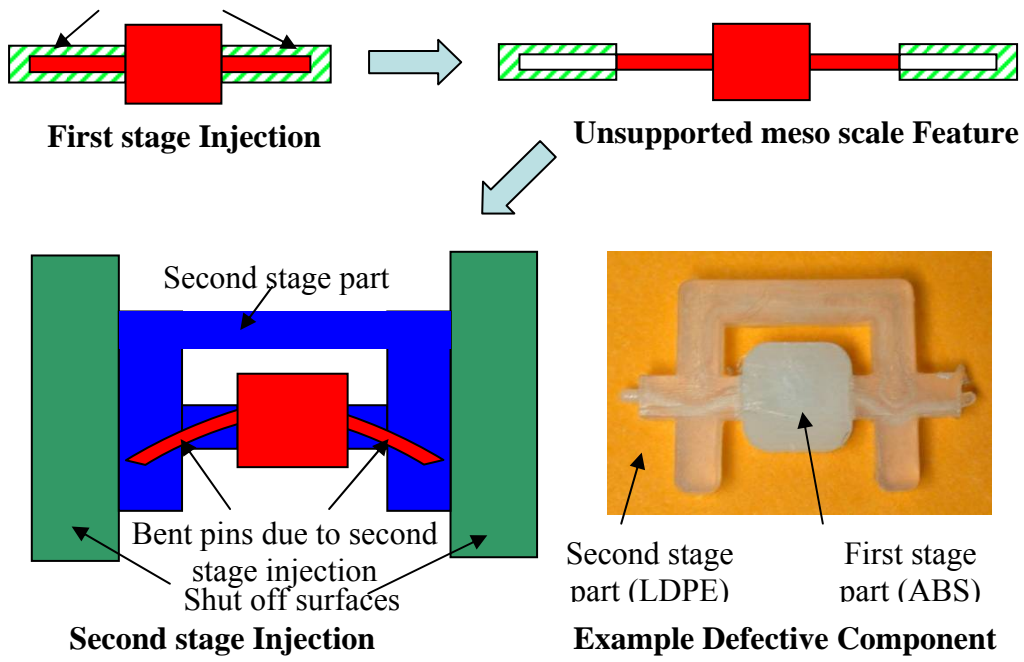 First stage Injection
Unsupported meso scale Feature
Second stage part
Bent pins due to second
stage injection
Shut off surfaces
Second stage Injection
Second stage
part (LDPE)
First stage
part (ABS)
Example Defective Component